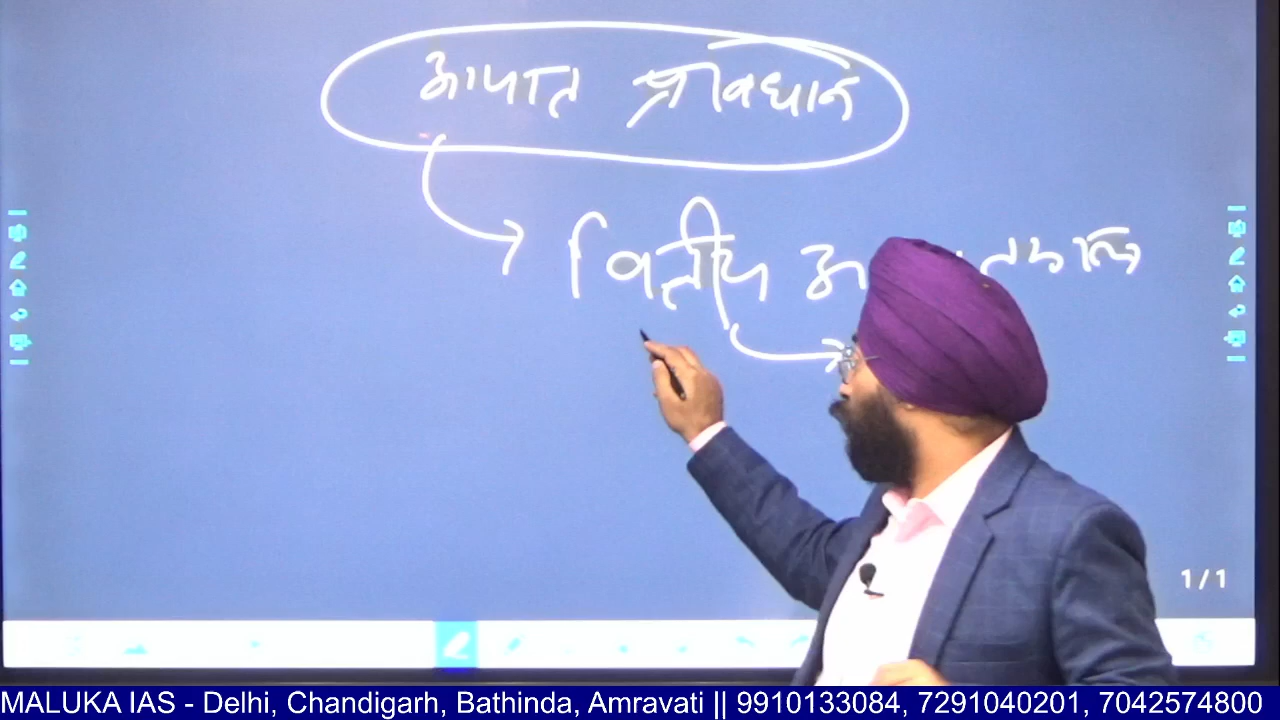 आपात प्रावधान
वित्तीय
1/1
MALUKA IAS - Delhi, Chandigarh, Bathinda, Amravati || 9910133084, 7291040201, 7042574800